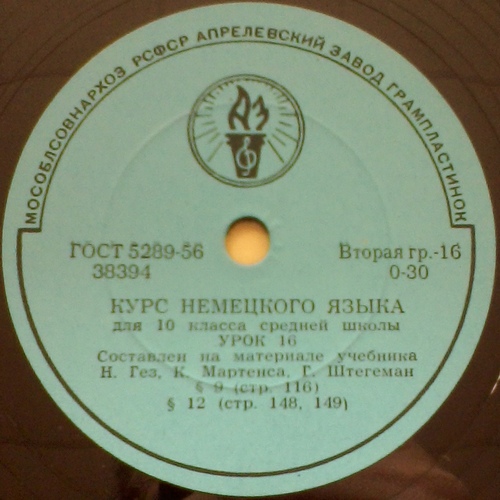 МОСОБЛСОВНАРХОЗ РСФСР АПРЕЛЕВСКИЙ ЗАВОД ГРАМПЛАСТИНОК
АЗ
ГОСТ 5289-56
38394
Вторая гр.-16
0-30
КУРС НЕМЕЦКОГО ЯЗЫКА
для 10 класса средней школы
УРОК 16
Составлен на материале учебника
Н. Гез, К. Мартенса, Г. Штегеман
§ 9 (стр. 116)
§ 12 (стр. 148, 149)